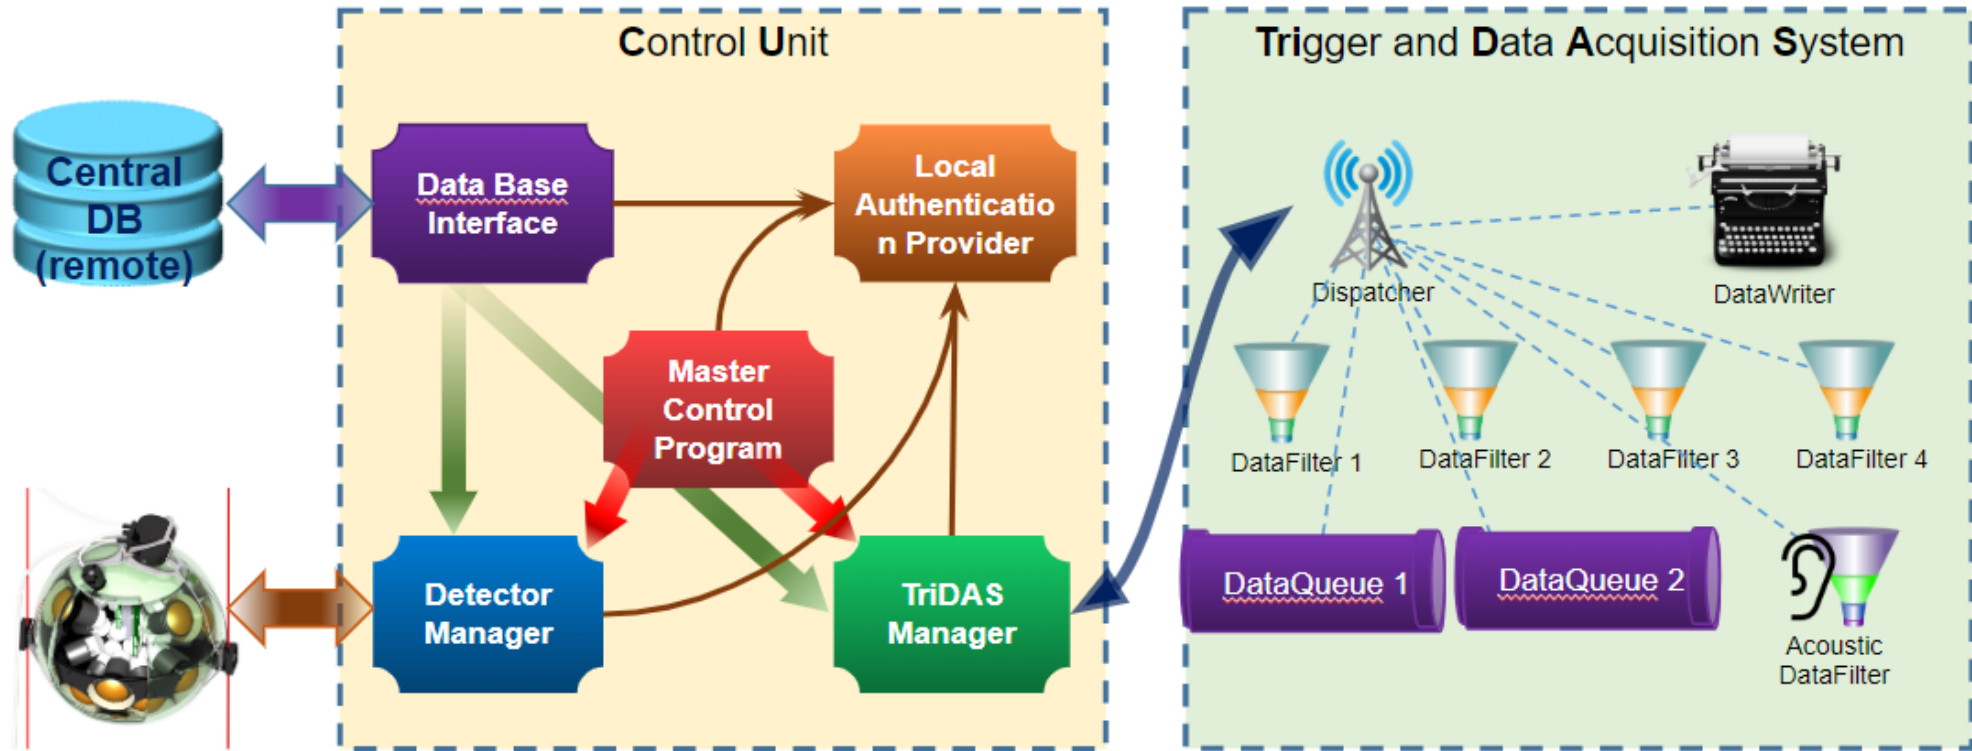 Control Unit
Trigger and Data Acquisition System
Central
DB
(remote)
Data Base
Interface
Local
Authenticatio
n Provider
Master
Control
Program
Detector
Manager
TriDAS
Manager
Dispatcher
DataWriter
DataFilter 1
DataFilter 2
DataFilter 3
DataFilter 4
DataQueue 1
DataQueue 2
Acoustic
DataFilter